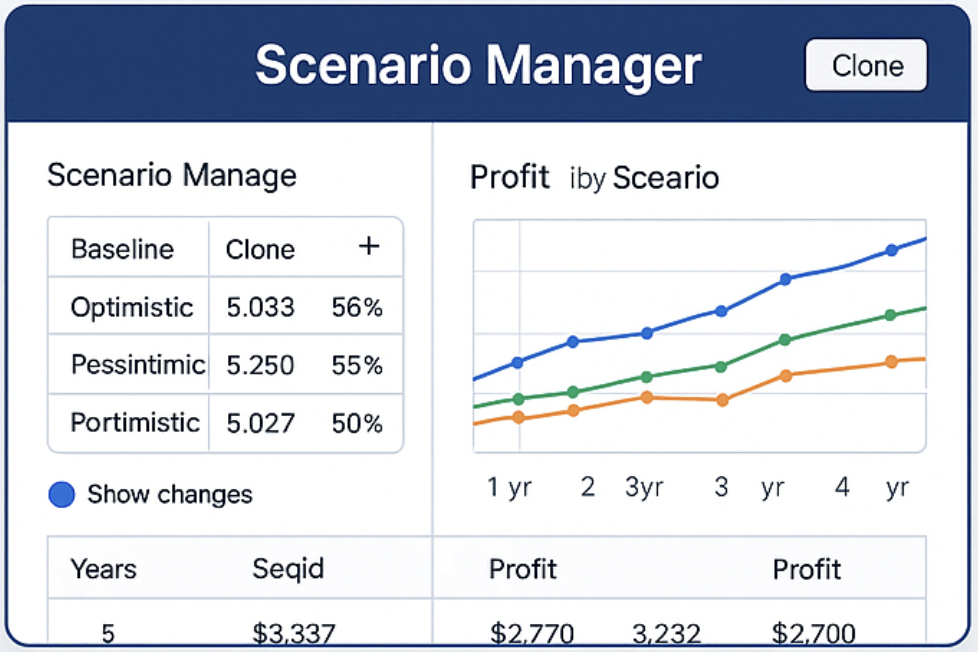 Scenario Manager Clone
Scenario Manage
Baseline Clone +
Optimistic 5.033 56%
Pessintimic 5.250 55%
Portimistic 5.027 50%
Show changes
Profit iby Sceario
1 yr 2 3yr 3 yr 4 yr
Years Seqid Profit Profit
5 $3,337 $2,770 3,232 $2,700